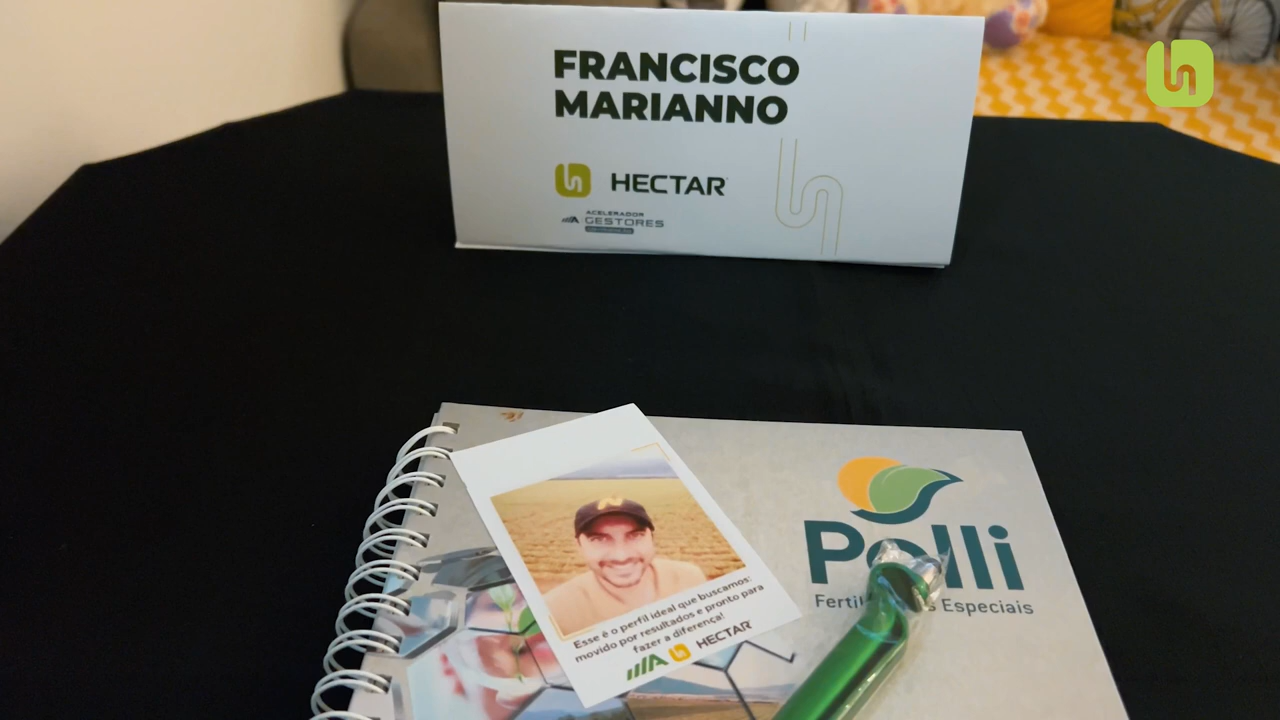 FRANCISCO
MARIANNO
HECTAR
ACELERADOR
GESTORES
Polli
Especiais
Esse é o perfil ideal que buscamos:
movido por resultados e pronto para
fazer a diferença!
HECTAR